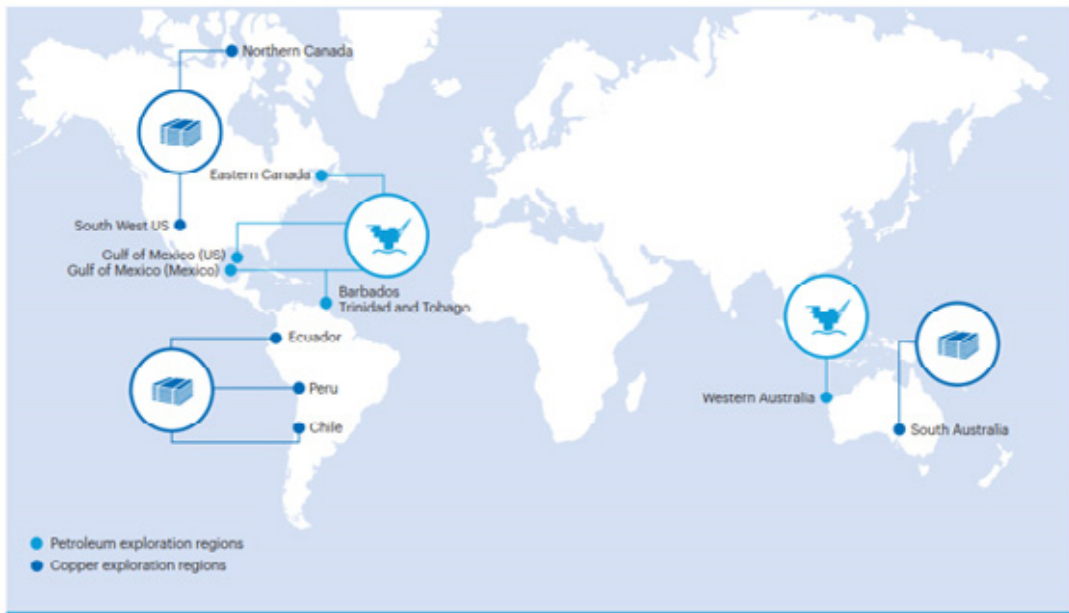 Northern Canada
Eastern Canada
South West US
Gulf of Mexico (US)
Gulf of Mexico (Mexico)
Barbados
Trinidad and Tobago
Ecuador
Peru
Chile
Western Australia
South Australia
Petroleum exploration regions
Copper exploration regions